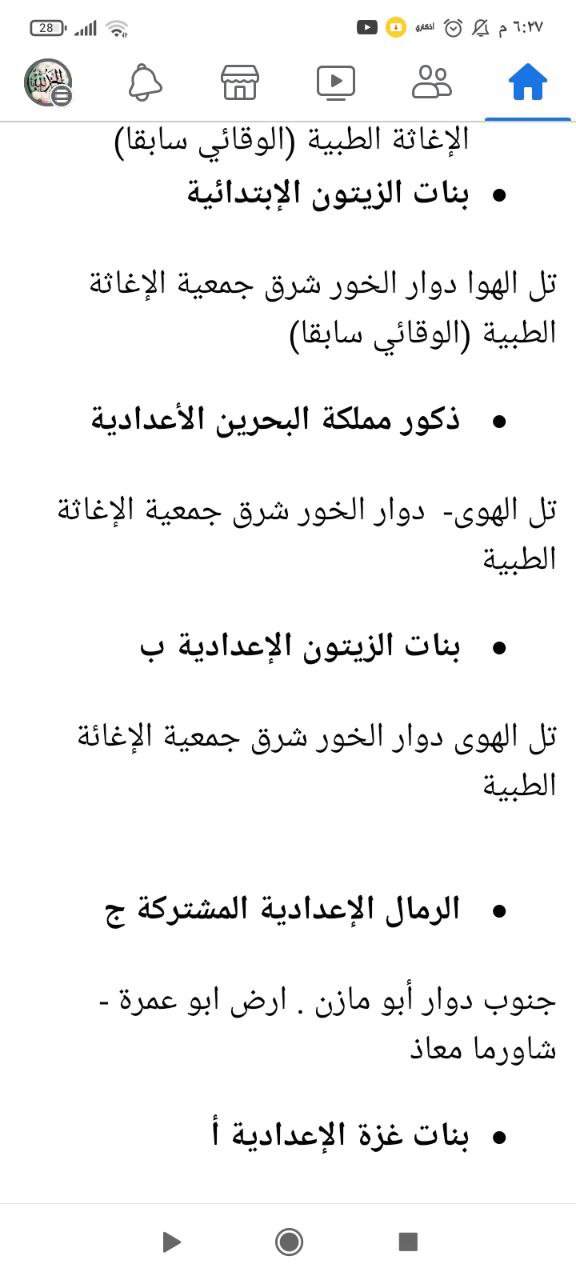 28
اذكاري
٦:٢٧ م
الإغاثة الطبية (الوقائي سابقا)
• بنات الزيتون الإبتدائية
تل الهوا دوار الخور شرق جمعية الإغاثة
الطبية (الوقائي سابقا)
• ذكور مملكة البحرين الأعدادية
تل الهوى- دوار الخور شرق جمعية الإغاثة
الطبية
• بنات الزيتون الإعدادية ب
تل الهوى دوار الخور شرق جمعية الإغاثة
الطبية
• الرمال الإعدادية المشتركة ج
جنوب دوار أبو مازن . ارض ابو عمرة -
شاورما معاذ
• بنات غزة الإعدادية أ